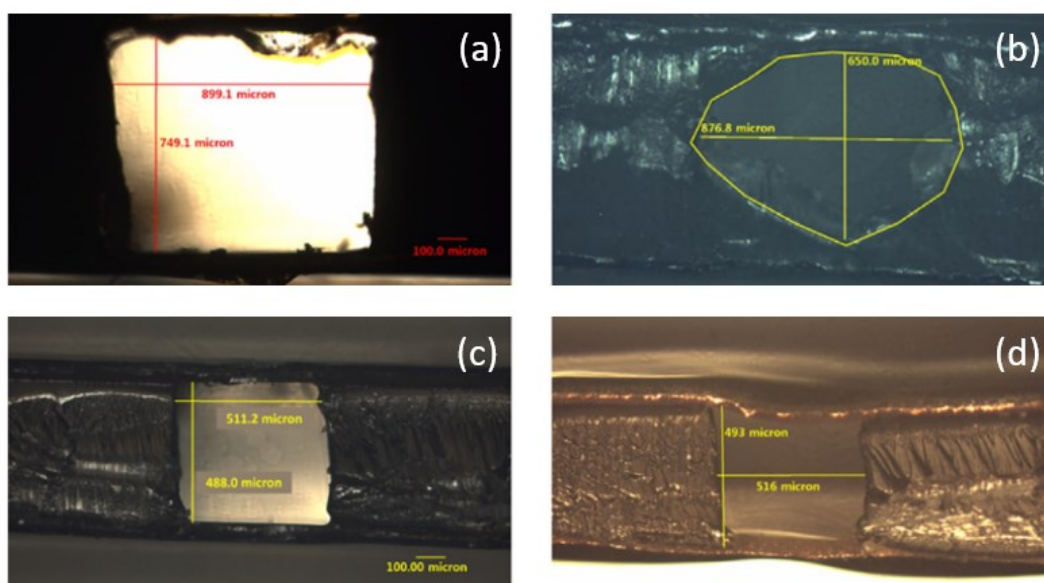 (a)
899.1 micron
749.1 micron
100.0 micron
(b)
650.0 micron
876.8 micron
(c)
511.2 micron
488.0 micron
100.00 micron
(d)
493 micron
516 micron